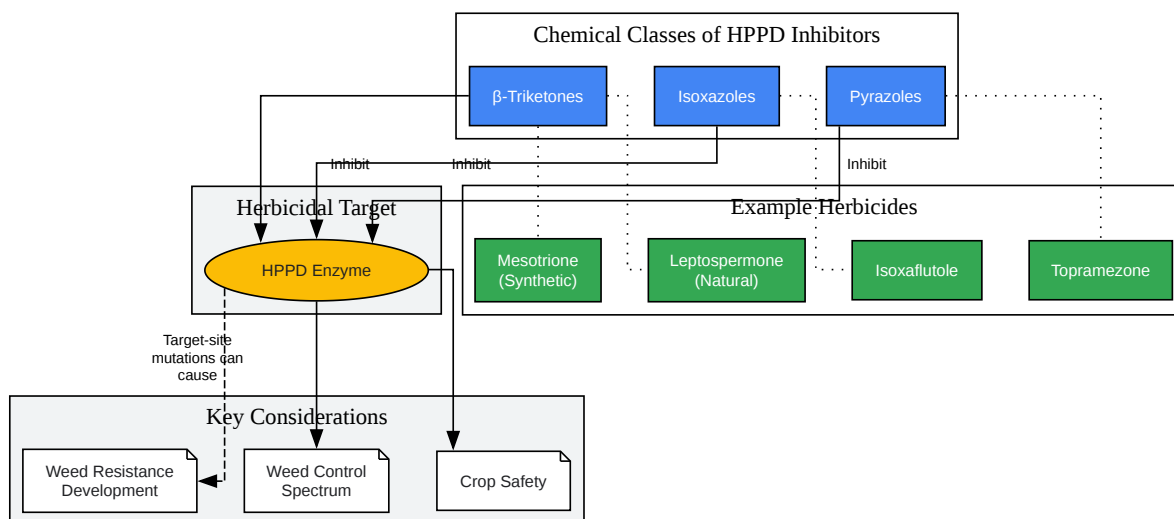 Chemical Classes of HPPD Inhibitors
β-Triketones
Isoxazoles
Pyrazoles
Inhibit
Inhibit
Inhibit
Herbicidal Target
HPPD Enzyme
Example Herbicides
Mesotrione
(Synthetic)
Leptospermone
(Natural)
Isoxaflutole
Topramezone
Target-site
mutations can
cause
Key Considerations
Weed Resistance
Development
Weed Control
Spectrum
Crop Safety